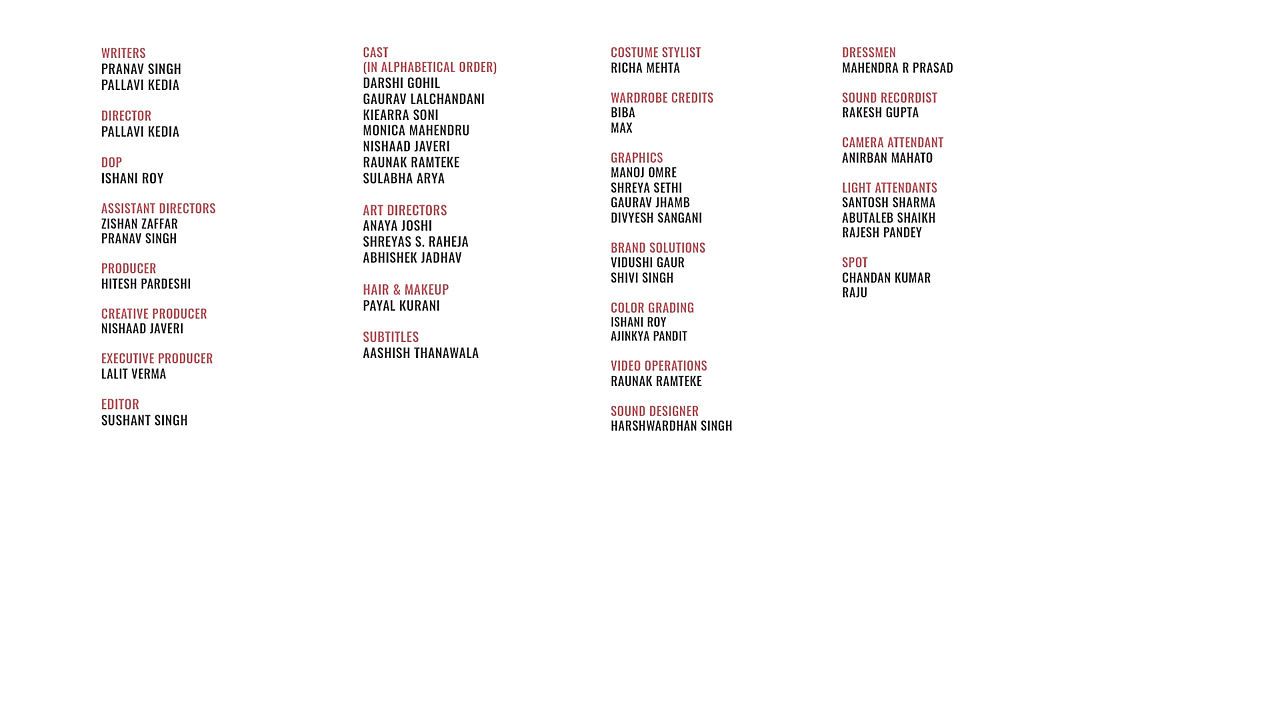 WRITERS
PRANAV SINGH
PALLAVI KEDIA
DIRECTOR
PALLAVI KEDIA
DOP
ISHANI ROY
ASSISTANT DIRECTORS
ZISHAN ZAFFAR
PRANAV SINGH
PRODUCER
HITESH PARDESHI
CREATIVE PRODUCER
NISHAAD JAVERI
EXECUTIVE PRODUCER
LALIT VERMA
EDITOR
SUSHANT SINGH
CAST
(IN ALPHABETICAL ORDER)
DARSHI GOHIL
GAURAV LALCHANDANI
KIEARRA SONI
MONICA MAHENDRU
NISHAAD JAVERI
RAUNAK RAMTEKE
SULABHA ARYA
ART DIRECTORS
ANAYA JOSHI
SHREYAS S. RAHEJA
ABHISHEK JADHAV
HAIR & MAKEUP
PAYAL KURANI
SUBTITLES
AASHISH THANAWALA
COSTUME STYLIST
RICHA MEHTA
WARDROBE CREDITS
BIBA
MAX
GRAPHICS
MANOJ OMRE
SHREYA SETHI
GAURAV JHAMB
DIVYESH SANGANI
BRAND SOLUTIONS
VIDUSHI GAUR
SHIVI SINGH
COLOR GRADING
ISHANI ROY
AJINKYA PANDIT
VIDEO OPERATIONS
RAUNAK RAMTEKE
SOUND DESIGNER
HARSHWARDHAN SINGH
DRESSMEN
MAHENDRA R PRASAD
SOUND RECORDIST
RAKESH GUPTA
CAMERA ATTENDANT
ANIRBAN MAHATO
LIGHT ATTENDANTS
SANTOSH SHARMA
ABUTALEB SHAIKH
RAJESH PANDEY
SPOT
CHANDAN KUMAR
RAJU